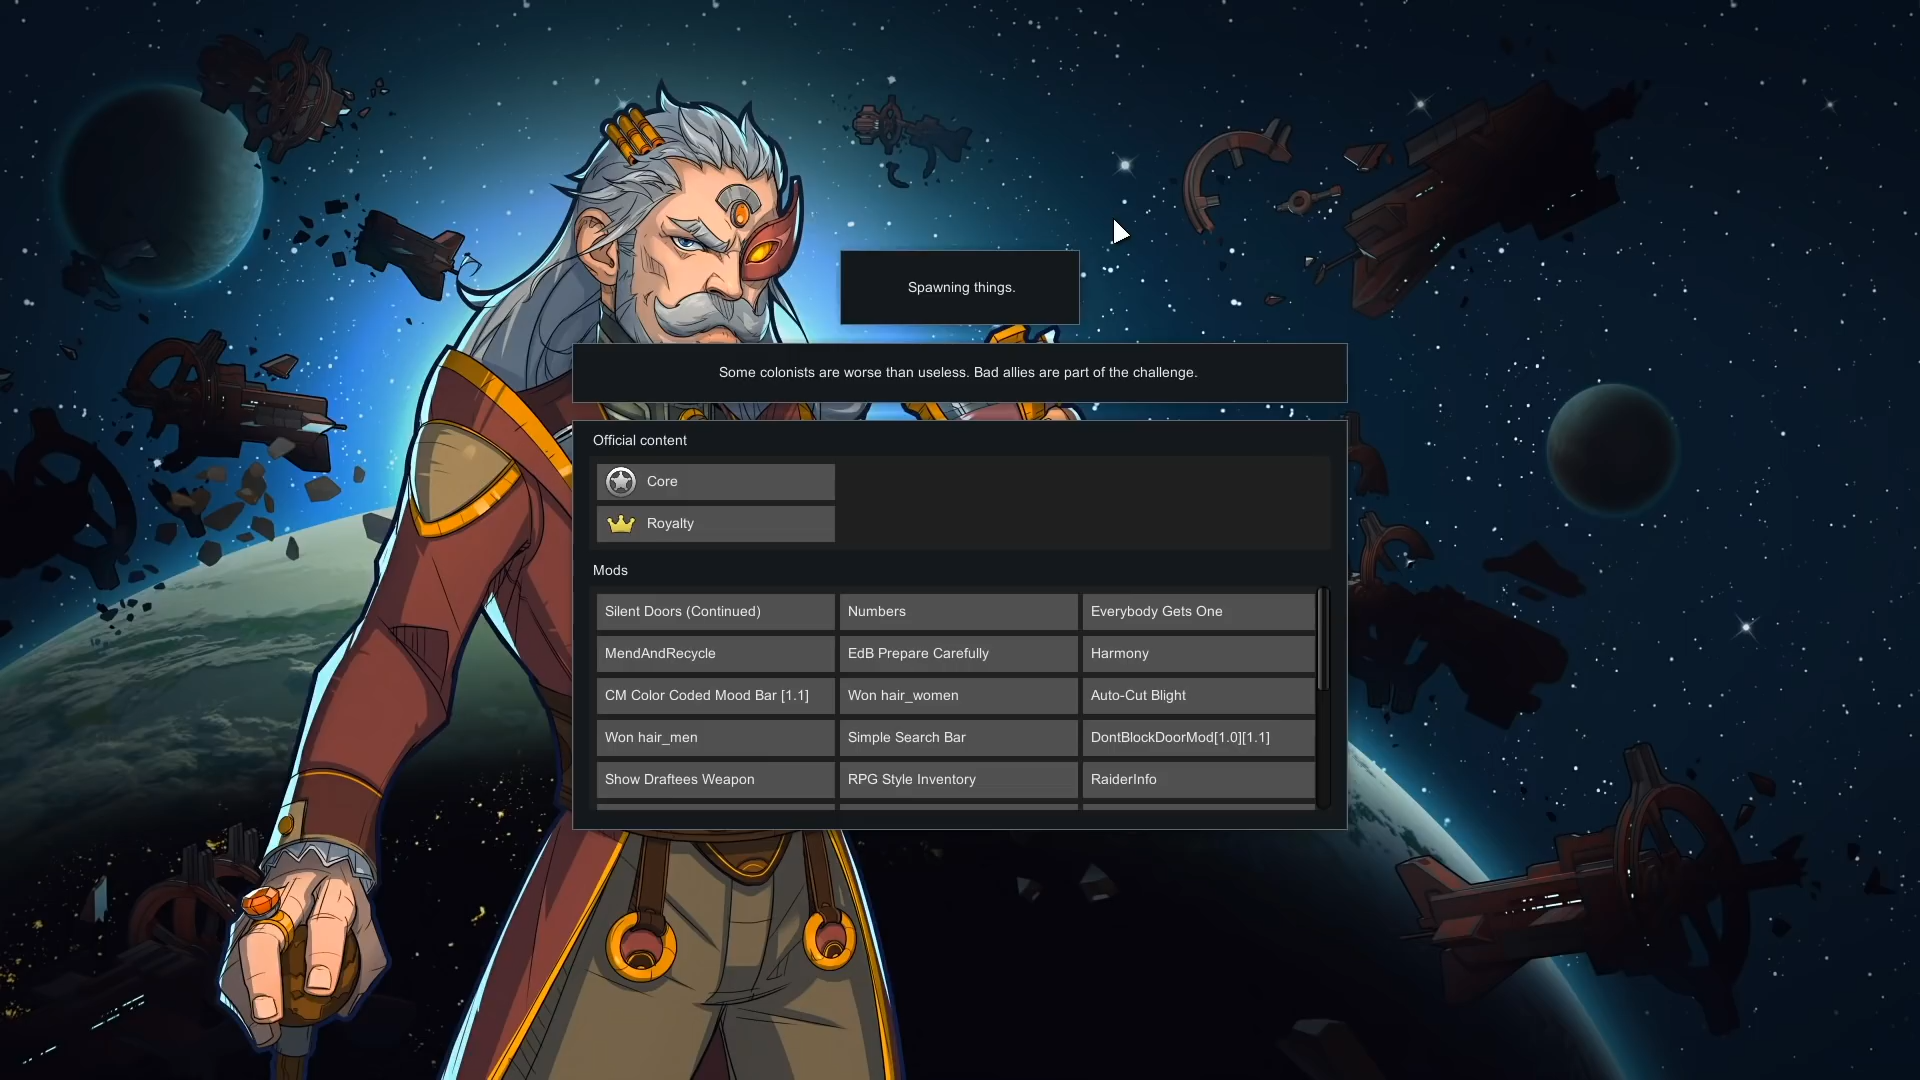 Spawning things.
Some colonists are worse than useless. Bad allies are part of the challenge.
Official content
Core
Royalty
Mods
Silent Doors (Continued)
Numbers
Everybody Gets One
MendAndRecycle
EdB Prepare Carefully
Harmony
CM Color Coded Mood Bar [1.1]
Won hair_women
Auto-Cut Blight
Won hair_men
Simple Search Bar
DontBlockDoorMod[1.0][1.1]
Show Draftees Weapon
RPG Style Inventory
RaiderInfo